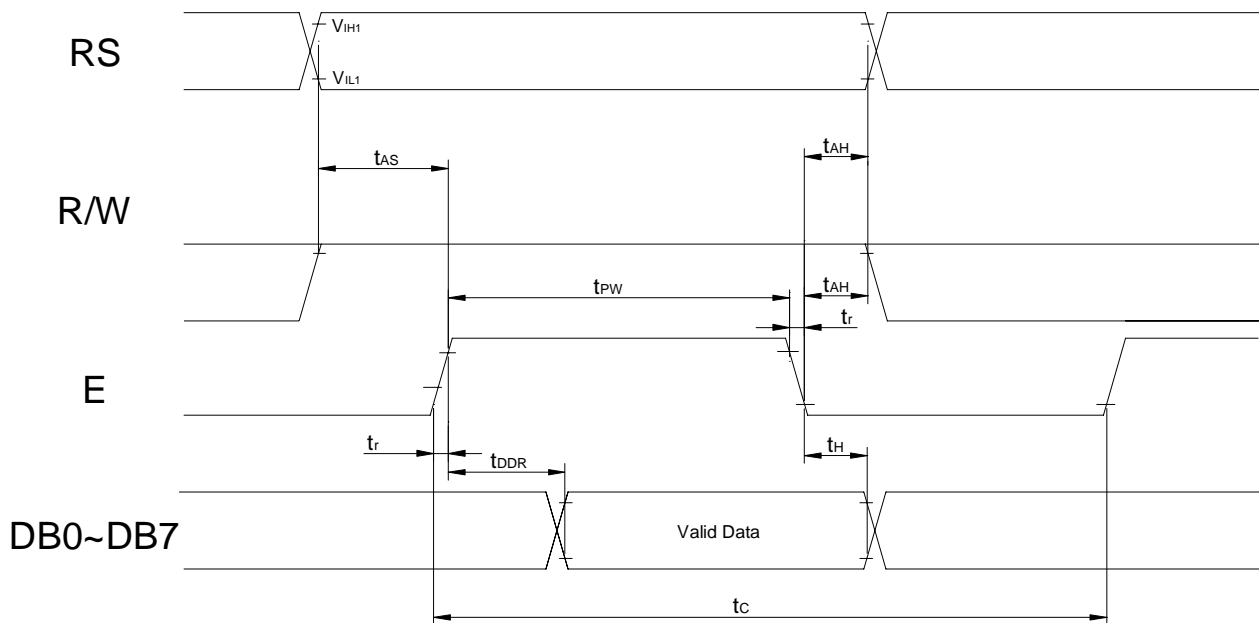 RS
VIH1
VIL1
tAS
tAH
R/W
tPW
tAH
tr
E
tr
tDDR
tH
DB0~DB7
Valid Data
tC